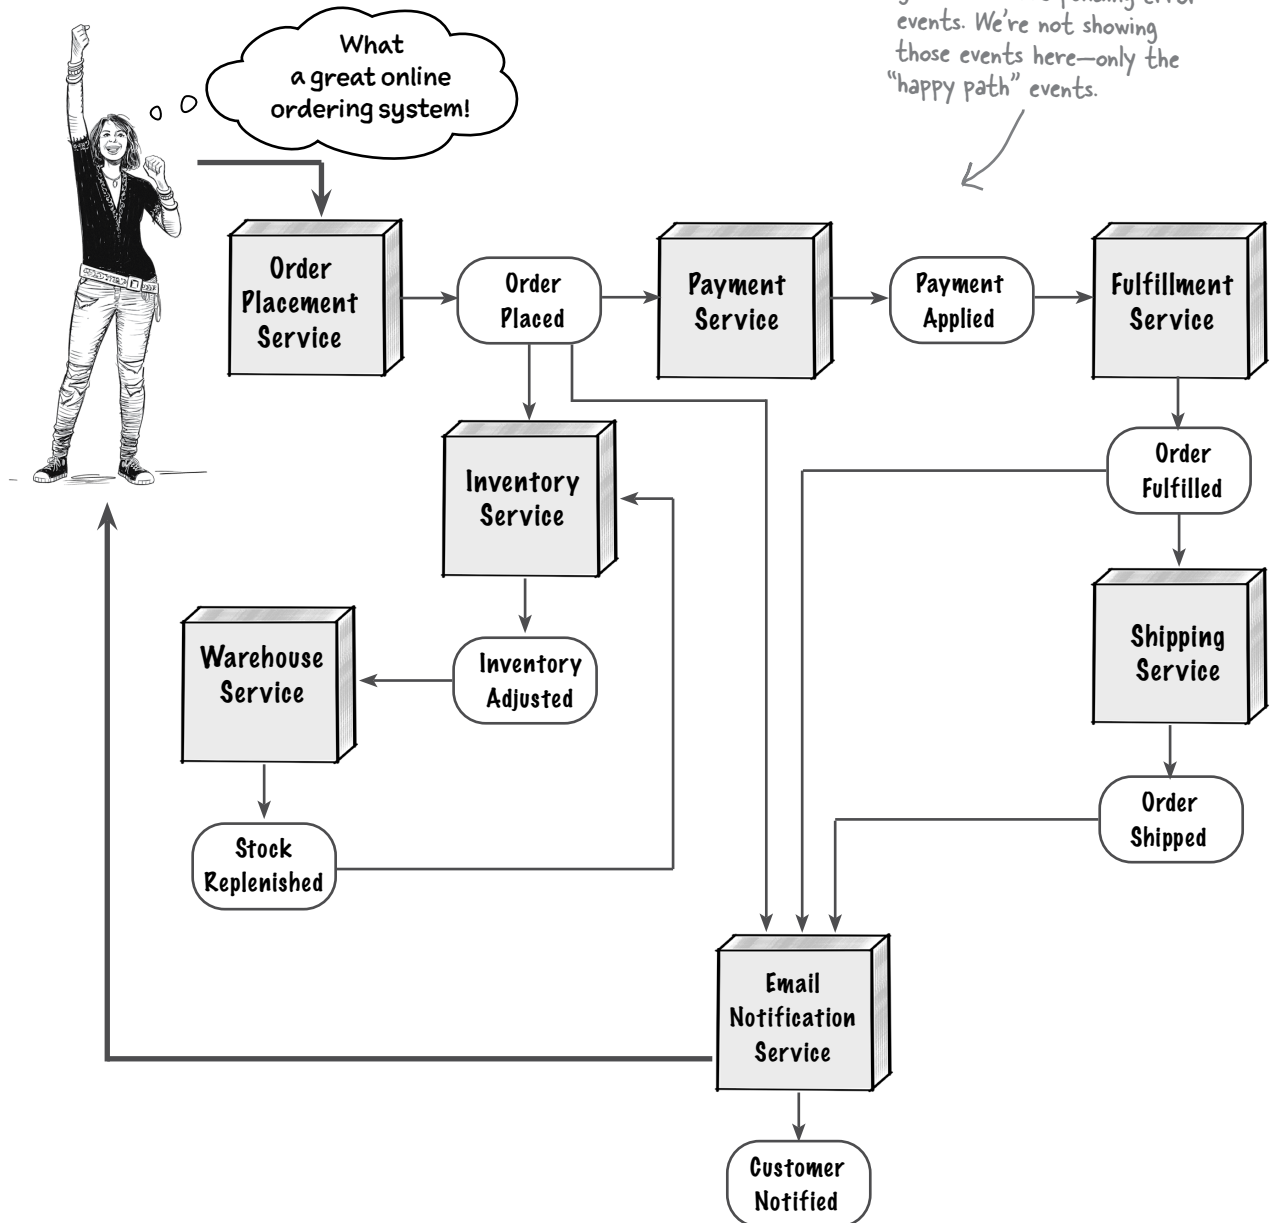 What
a great online
ordering system!
error
events. We're not showing
those events here—only the
"happy path" events.
Order
Placement
Service
Order
Placed
Payment
Service
Payment
Applied
Fulfillment
Service
Inventory
Service
Order
Fulfilled
Warehouse
Service
Inventory
Adjusted
Shipping
Service
Stock
Replenished
Order
Shipped
Email
Notification
Service
Customer
Notified